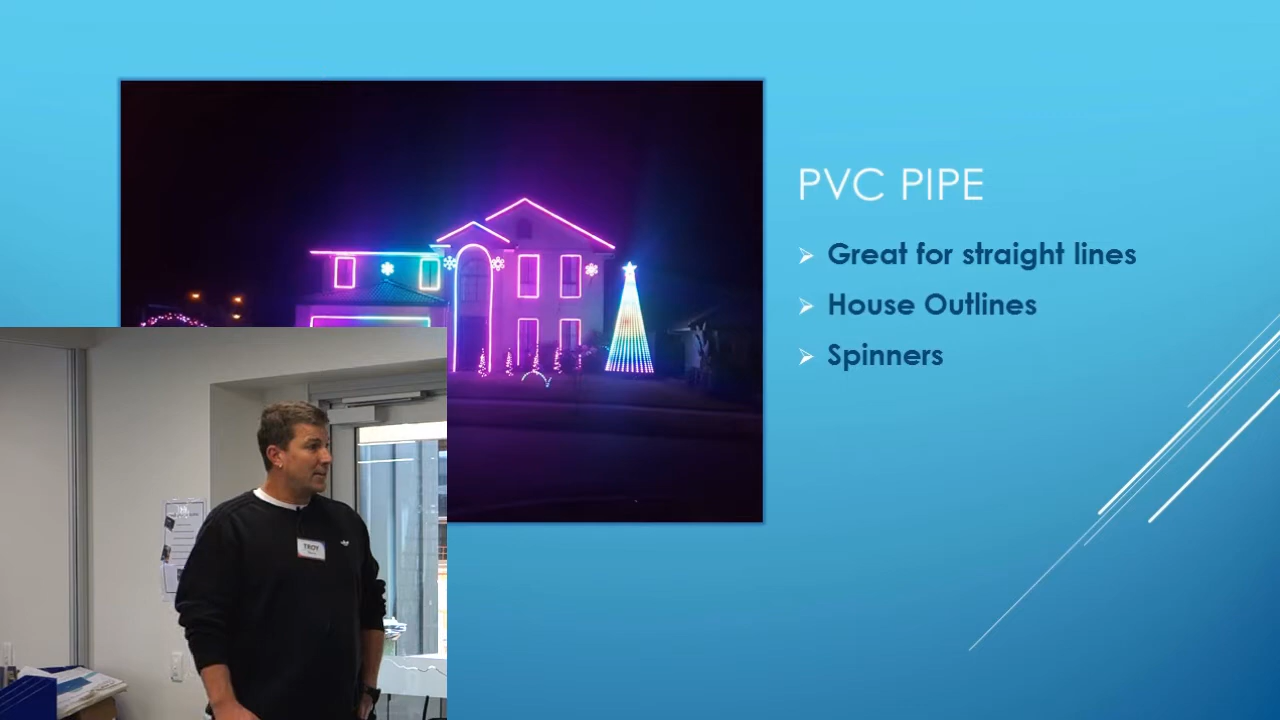 PVC PIPE
Great for straight lines
House Outlines
Spinners
TROY